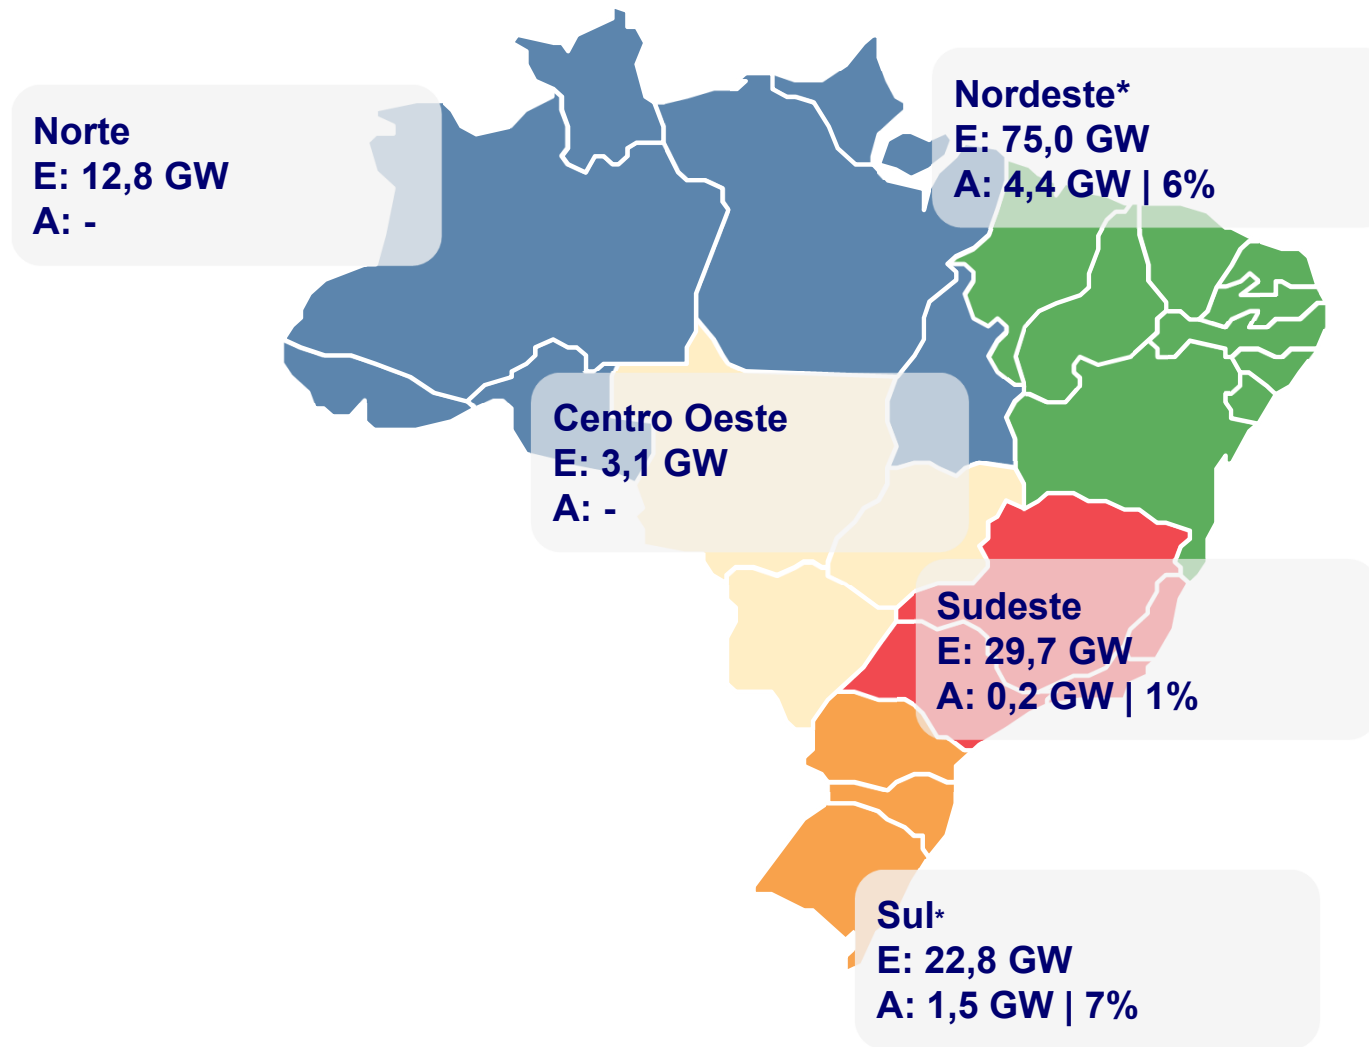 Norte
E: 12,8 GW
A: -
Nordeste*
E: 75,0 GW
A: 4,4 GW | 6%
Centro Oeste
E: 3,1 GW
A: -
Sudeste
E: 29,7 GW
A: 0,2 GW | 1%
Sul*
E: 22,8 GW
A: 1,5 GW | 7%